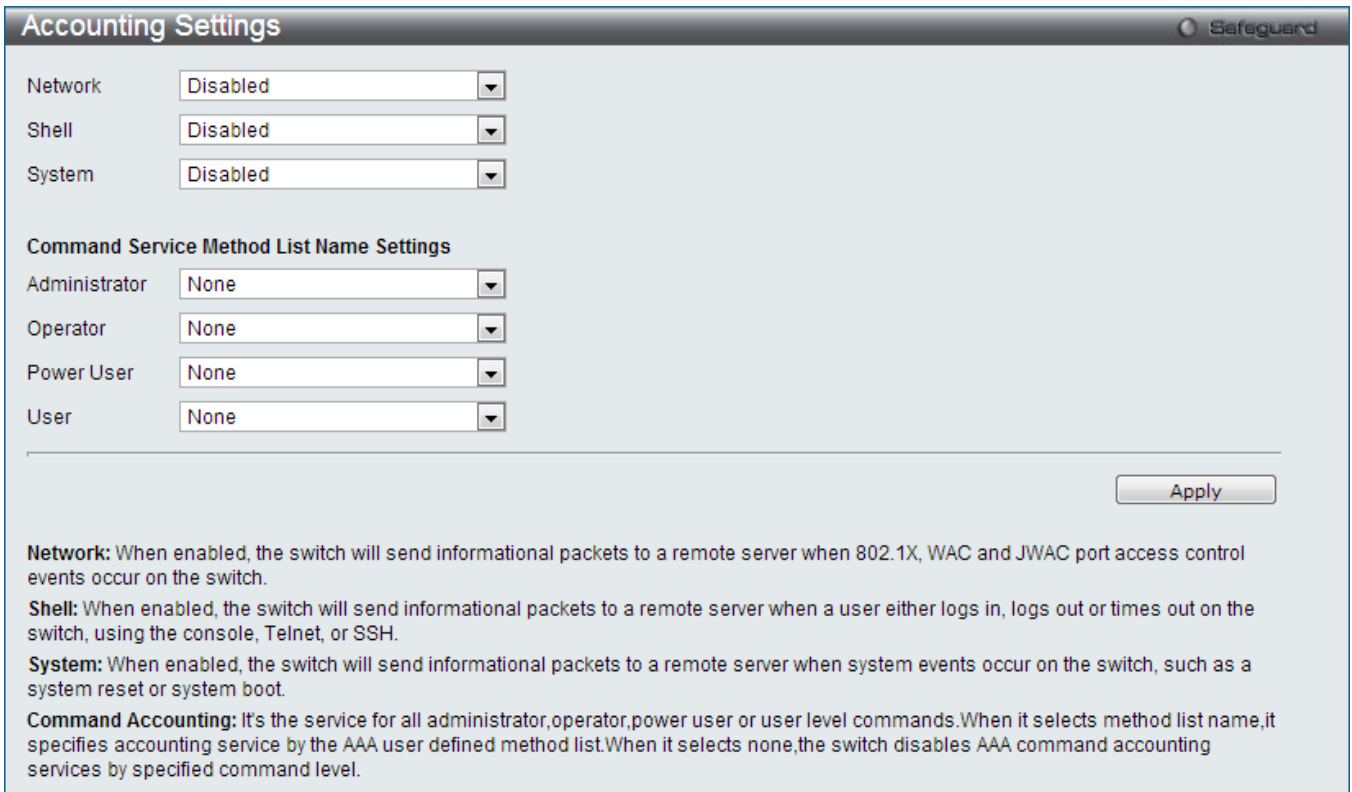 Accounting Settings
Safeguard
Network Disabled
Shell Disabled
System Disabled
Command Service Method List Name Settings
Administrator None
Operator None
Power User None
User None
Apply
Network: When enabled, the switch will send informational packets to a remote server when 802.1X, WAC and JWAC port access control
events occur on the switch.
Shell: When enabled, the switch will send informational packets to a remote server when a user either logs in, logs out or times out on the
switch, using the console, Telnet, or SSH.
System: When enabled, the switch will send informational packets to a remote server when system events occur on the switch, such as a
system reset or system boot.
Command Accounting: It's the service for all administrator,operator,power user or user level commands.When it selects method list name,it
specifies accounting service by the AAA user defined method list.When it selects none,the switch disables AAA command accounting
services by specified command level.